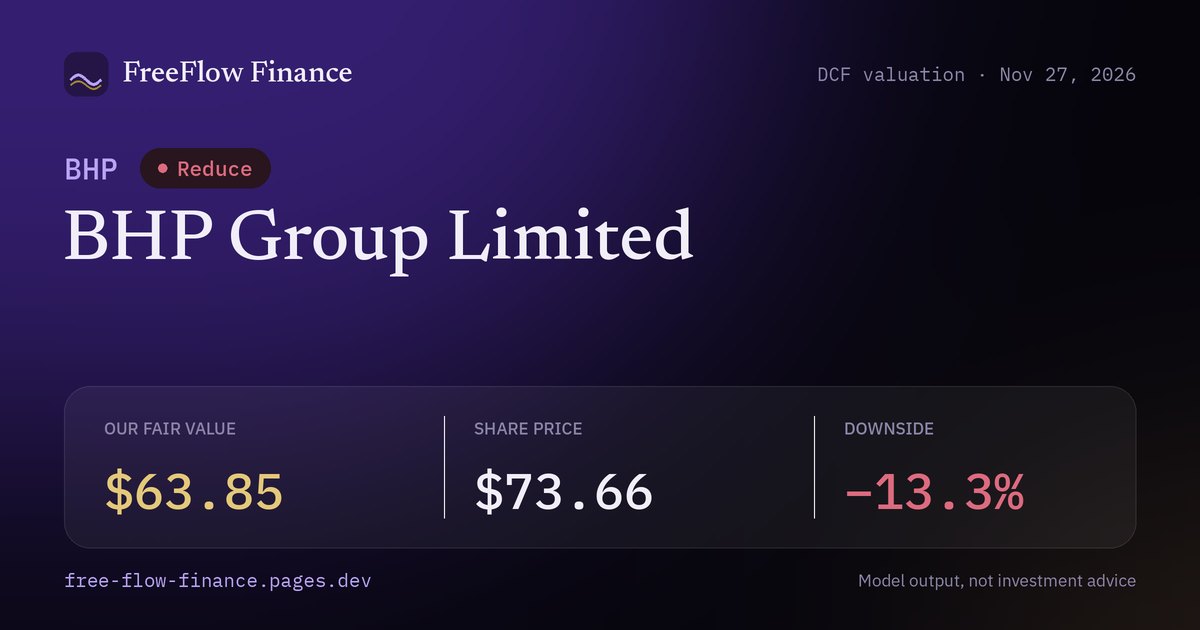 FreeFlow Finance
DCF valuation · Nov 27, 2026
BHP
Reduce
BHP Group Limited
OUR FAIR VALUE
$63.85
SHARE PRICE
$73.66
DOWNSIDE
−13.3%
free-flow-finance.pages.dev
Model output, not investment advice